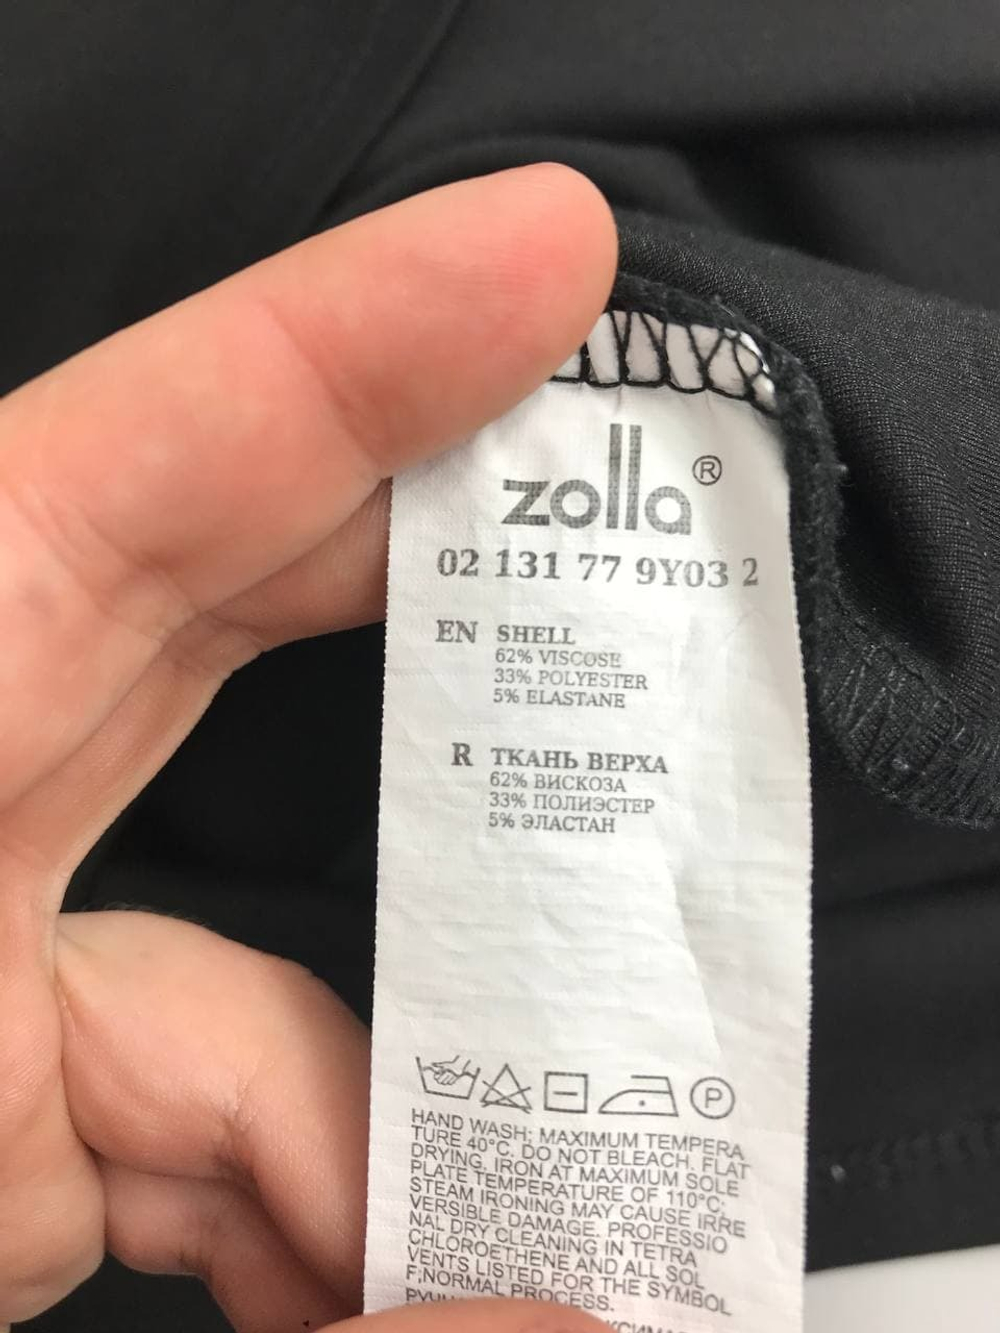 zolla®
02 131 77 9Y03 2
EN SHELL
62% VISCOSE
33% POLYESTER
5% ELASTANE
R ТКАНЬ ВЕРХА
62% ВИСКОЗА
33% ПОЛИЭСТЕР
5% ЭЛАСТАН
P
HAND WASH; MAXIMUM TEMPERA
TURE 40°C. DO NOT BLEACH. FLAT
DRYING. IRON AT MAXIMUM SOLE
PLATE TEMPERATURE OF 110°C;
STEAM IRONING MAY CAUSE IRRE
VERSIBLE DAMAGE. PROFESSIO
NAL DRY CLEANING IN TETRA
CHLOROETHENE AND ALL SOL
VENTS LISTED FOR THE SYMBOL
F;NORMAL PROCESS.